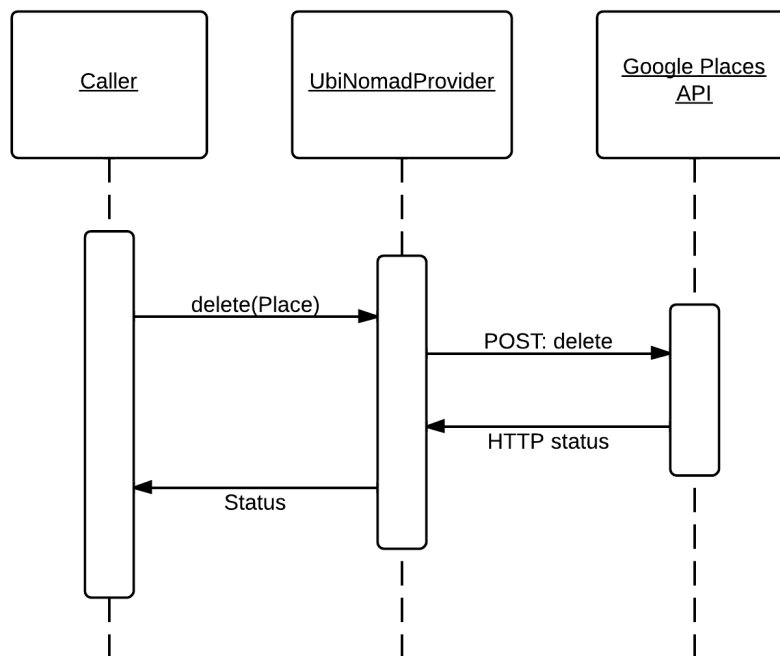 Caller
UbiNomadProvider
Google Places
API
delete(Place)
POST: delete
HTTP status
Status